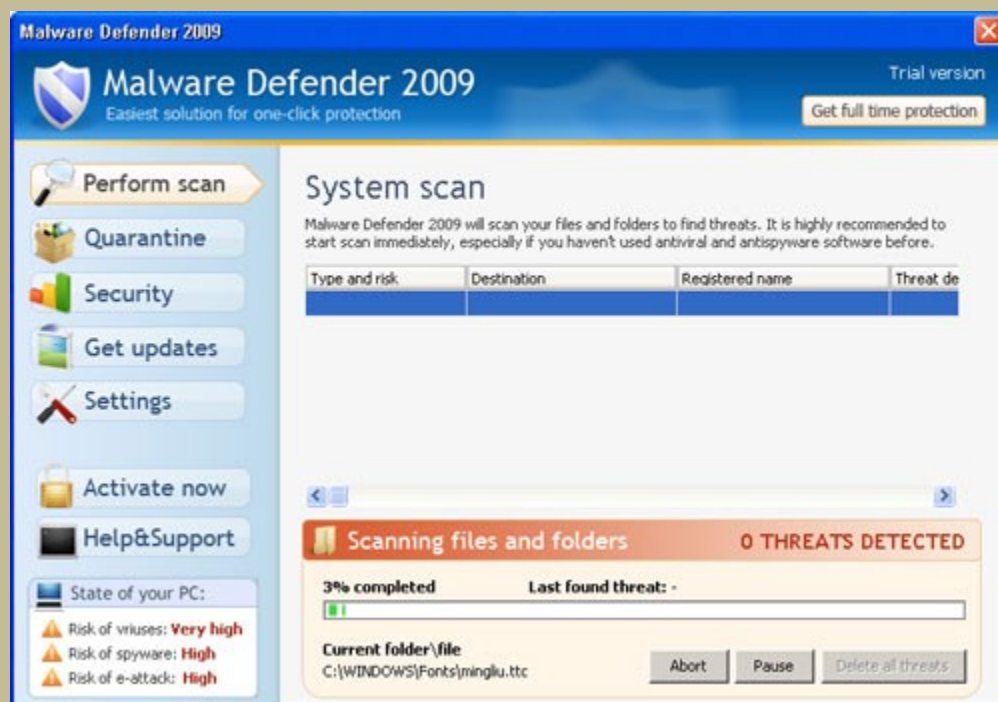 Malware Defender 2009
Malware Defender 2009
Easiest solution for one-click protection
Trial version
Get full time protection
Perform scan
Quarantine
Security
Get updates
Settings
Activate now
Help&Support
State of your PC:
Risk of vriuses: Very high
Risk of spyware: High
Risk of e-attack: High
System scan
Malware Defender 2009 will scan your files and folders to find threats. It is highly recommended to
start scan immediately, especially if you haven't used antiviral and antispyware software before.
Type and risk Destination Registered name Threat de
Scanning files and folders 0 THREATS DETECTED
3% completed Last found threat: -
Current folder\file
C:\WINDOWS\Fonts\mingliu.ttc
Abort Pause Delete all threats